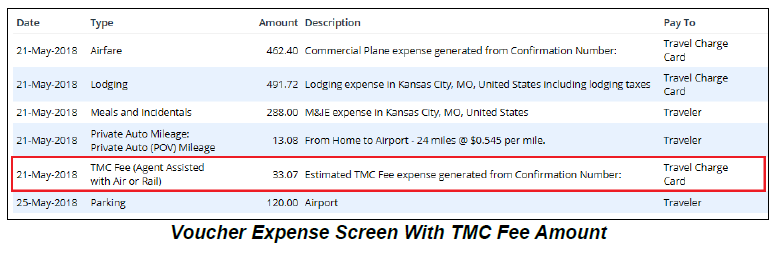 Date Type Amount Description Pay To
21-May-2018 Airfare 462.40 Commercial Plane expense generated from Confirmation Number: Travel Charge
Card
21-May-2018 Lodging 491.72 Lodging expense in Kansas City, MO, United States including lodging taxes Travel Charge
Card
21-May-2018 Meals and Incidentals 288.00 M&IE expense in Kansas City, MO, United States Traveler
21-May-2018 Private Auto Mileage:
Private Auto (POV) Mileage 13.08 From Home to Airport - 24 miles @ $0.545 per mile. Traveler
21-May-2018 TMC Fee (Agent Assisted
with Air or Rail) 33.07 Estimated TMC Fee expense generated from Confirmation Number: Travel Charge
Card
25-May-2018 Parking 120.00 Airport Traveler
Voucher Expense Screen With TMC Fee Amount